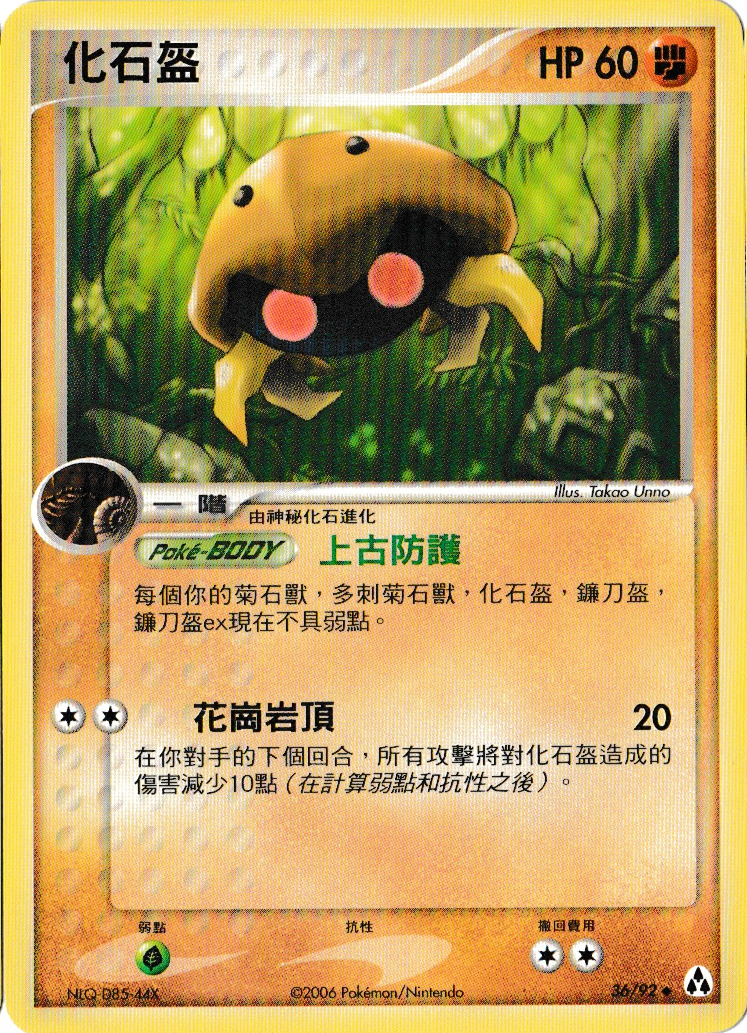 化石盔
HP 60
Illus. Takao Unno
一 階
由神秘化石進化
Poké-BODY 上古防護
每個你的菊石獸，多刺菊石獸，化石盔，鐮刀盔，
鐮刀盔ex現在不具弱點。
花崗岩頂 20
在你對手的下個回合，所有攻擊將對化石盔造成的
傷害減少10點（在計算弱點和抗性之後）。
弱點 抗性 撤回費用
NLQ-D85-44X ©2006 Pokémon/Nintendo 36/92